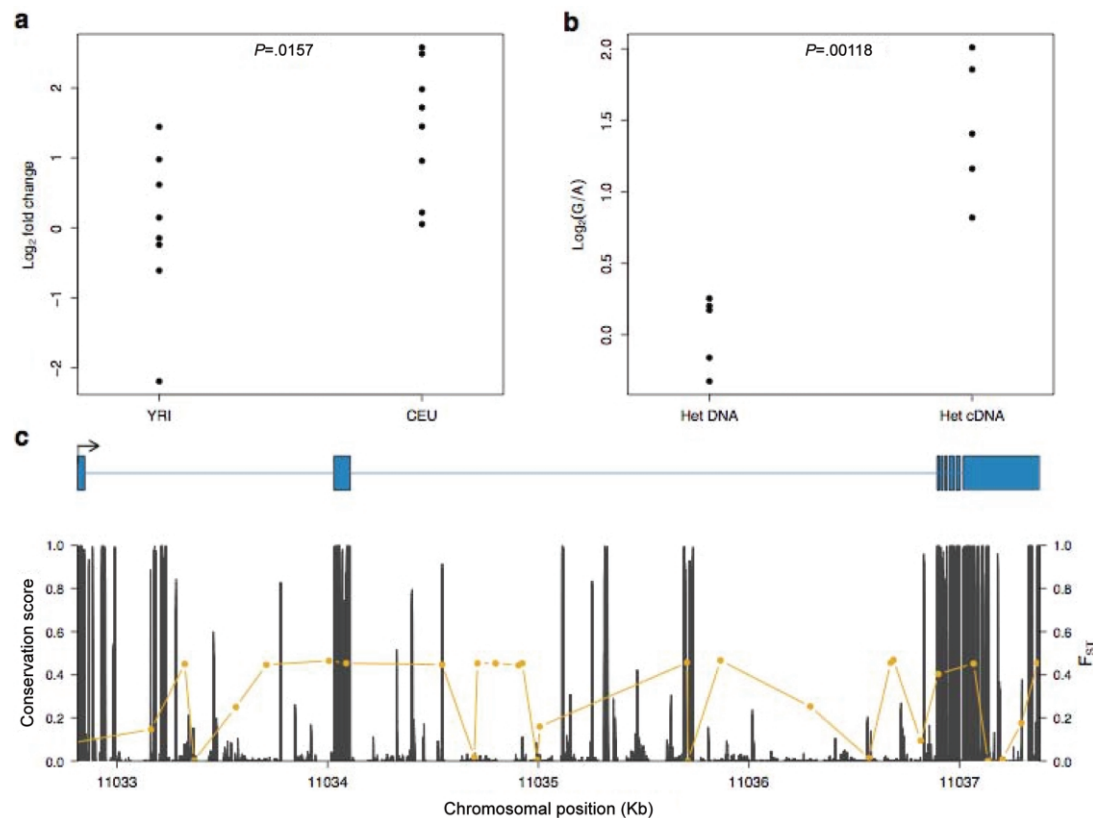 a
P=.0157
Log₂ fold change
2
1
0
−1
−2
YRI
CEU
b
P=.00118
Log₂(G/A)
2.0
1.5
1.0
0.5
0.0
Het DNA
Het cDNA
c
Conservation score
1.0
0.8
0.6
0.4
0.2
0.0
1.0
0.8
0.6
0.4
0.2
0.0
FST
11033
11034
11035
11036
11037
Chromosomal position (Kb)